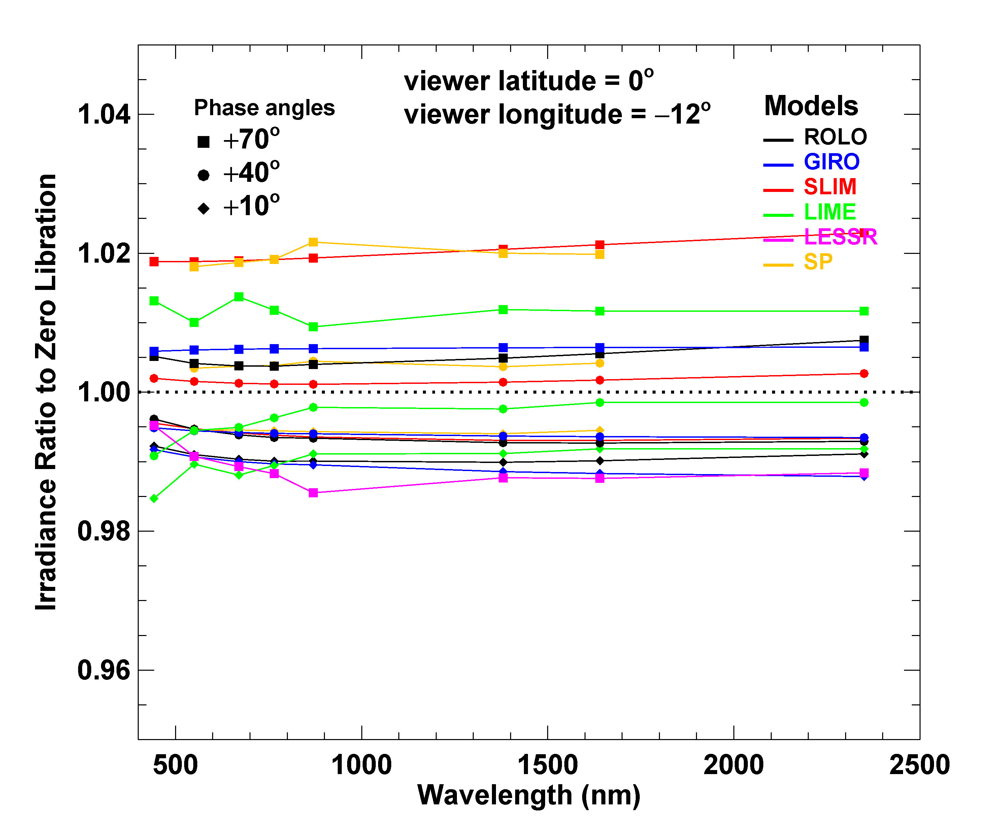 viewer latitude = 0°
viewer longitude = −12°
Phase angles
+70°
+40°
+10°
Models
ROLO
GIRO
SLIM
LIME
LESSR
SP
Irradiance Ratio to Zero Libration
1.04
1.02
1.00
0.98
0.96
500 1000 1500 2000 2500
Wavelength (nm)